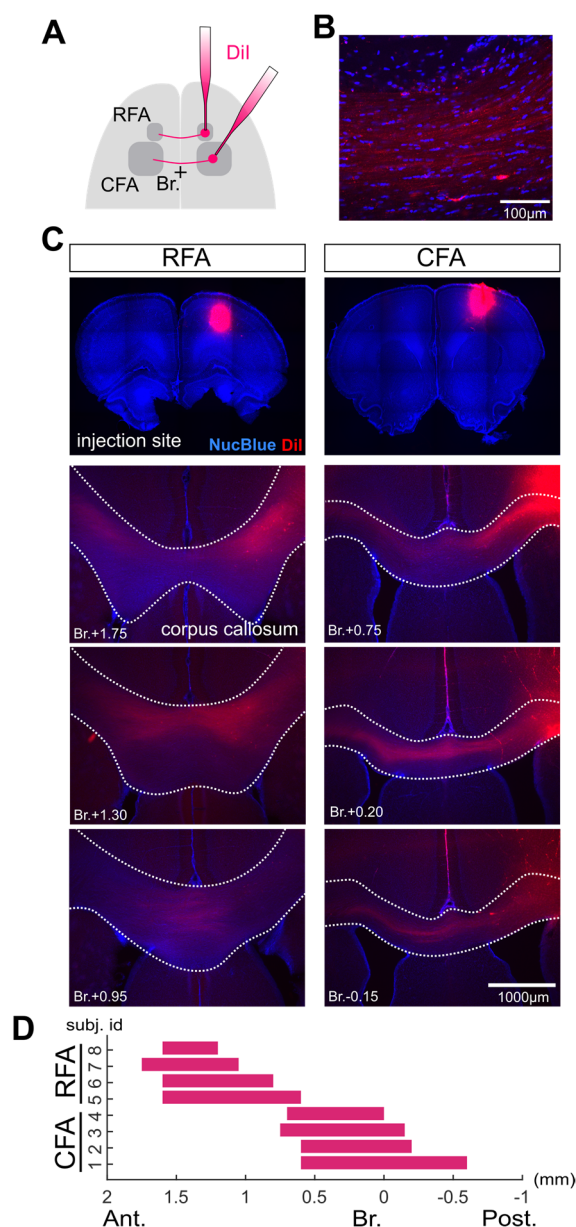 A
DiI
RFA
CFA
Br.
+
B
100µm
C
RFA
CFA
injection site
NucBlue DiI
Br.+1.75
corpus callosum
Br.+0.75
Br.+1.30
Br.+0.20
Br.+0.95
Br.-0.15
1000µm
D
subj. id
RFA
8
7
6
5
CFA
4
3
2
1
2
1.5
1
0.5
0
-0.5
-1
(mm)
Ant.
Br.
Post.